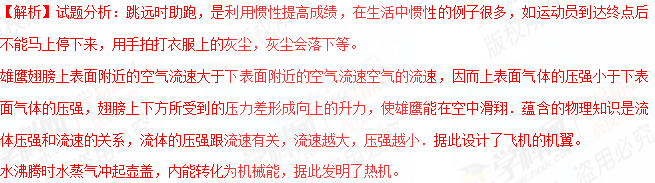 【解析】试题分析：跳远时助跑，是利用惯性提高成绩，在生活中惯性的例子很多，如运动员到达终点后
不能马上停下来，用手拍打衣服上的灰尘，灰尘会落下等。
雄鹰翅膀上表面附近的空气流速大于下表面附近的空气流速空气的流速，因而上表面气体的压强小于下表
面气体的压强，翅膀上下方所受到的压力差形成向上的升力，使雄鹰能在空中滑翔．蕴含的物理知识是流
体压强和流速的关系，流体的压强跟流速有关，流速越大，压强越小．据此设计了飞机的机翼。
水沸腾时水蒸气冲起壶盖，内能转化为机械能，据此发明了热机。